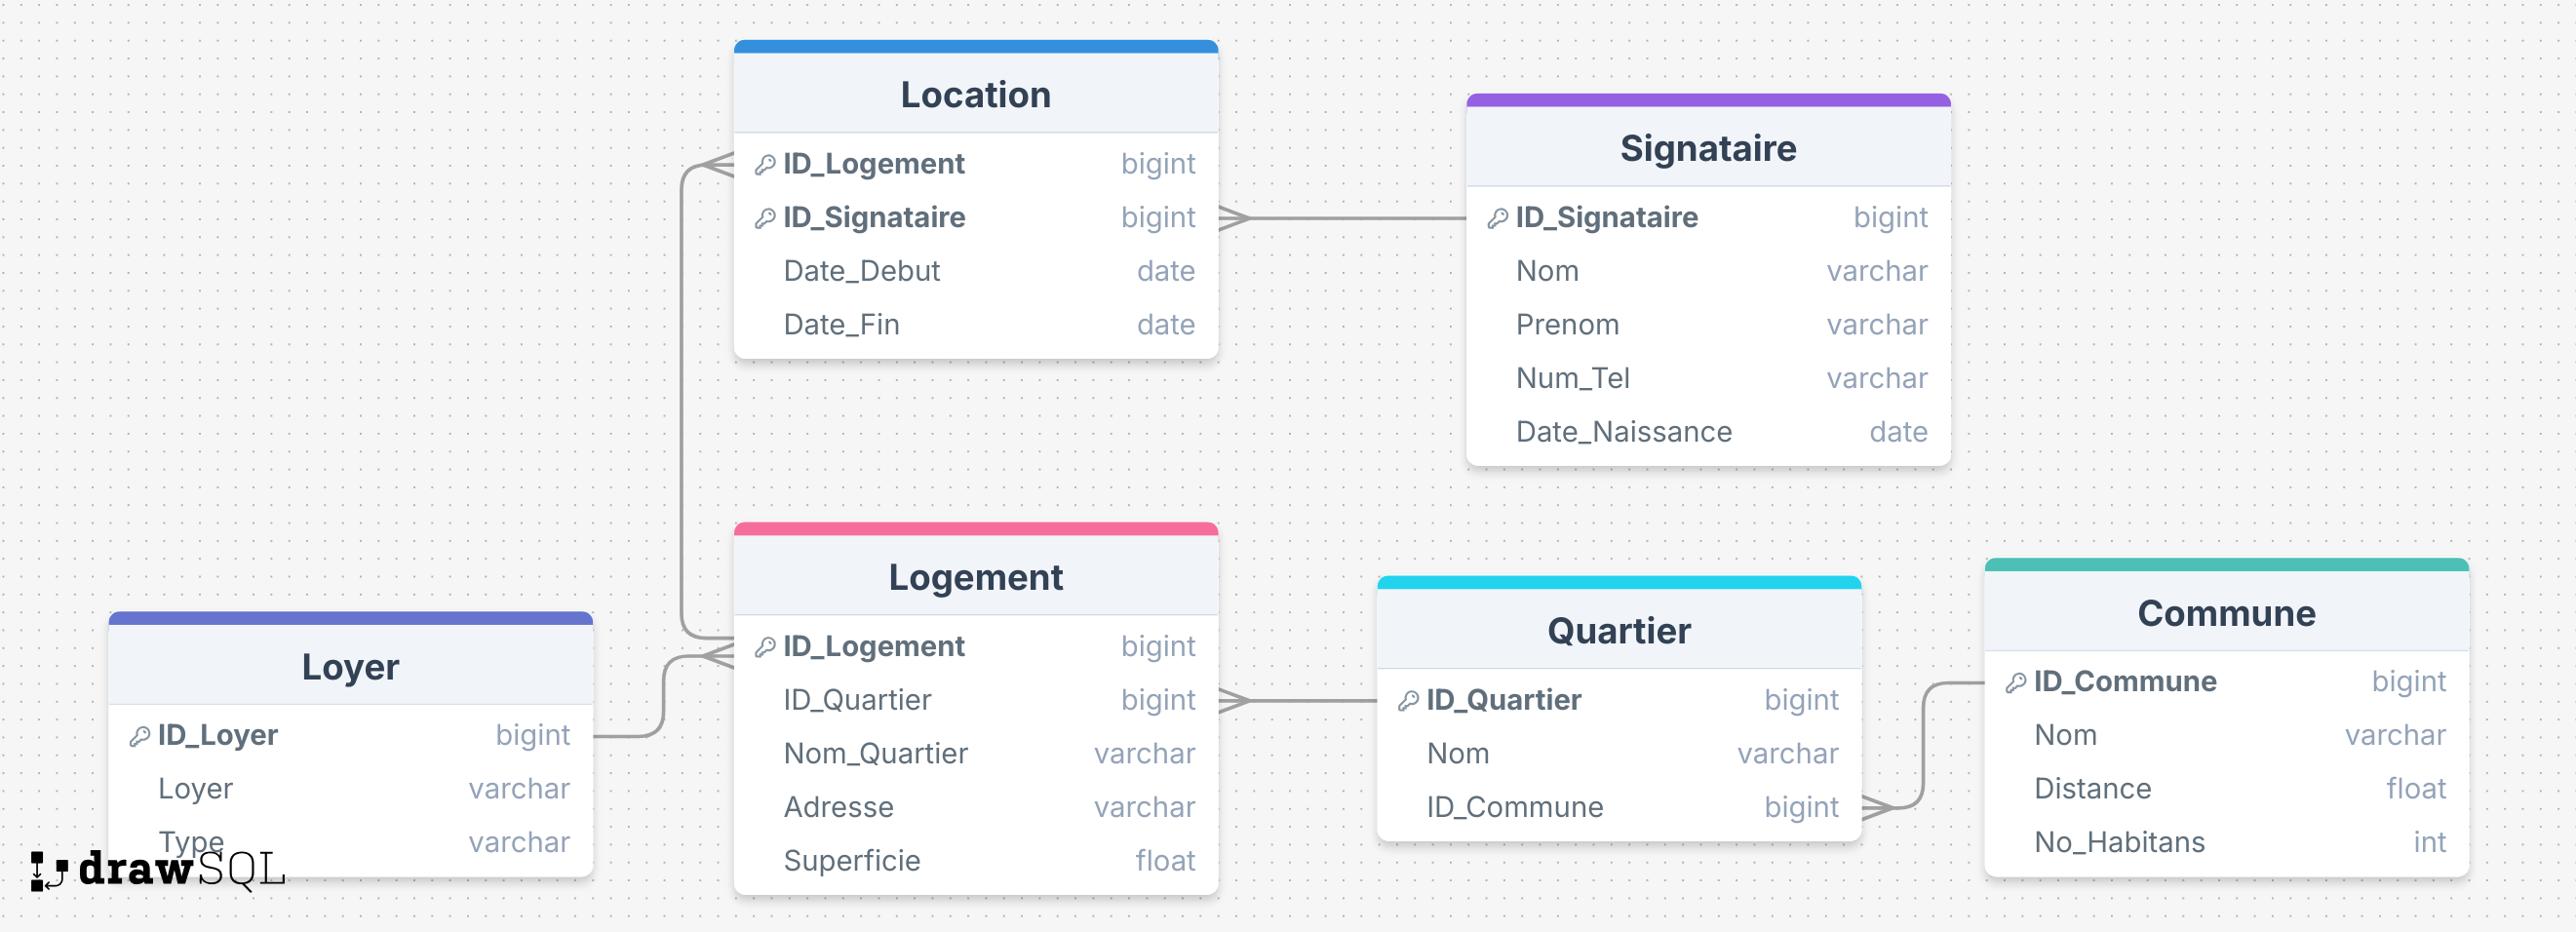 Location
ID_Logement bigint
ID_Signataire bigint
Date_Debut date
Date_Fin date
Signataire
ID_Signataire bigint
Nom varchar
Prenom varchar
Num_Tel varchar
Date_Naissance date
Loyer
ID_Loyer bigint
Loyer varchar
Type varchar
Logement
ID_Logement bigint
ID_Quartier bigint
Nom_Quartier varchar
Adresse varchar
Superficie float
Quartier
ID_Quartier bigint
Nom varchar
ID_Commune bigint
Commune
ID_Commune bigint
Nom varchar
Distance float
No_Habitans int
drawSQL